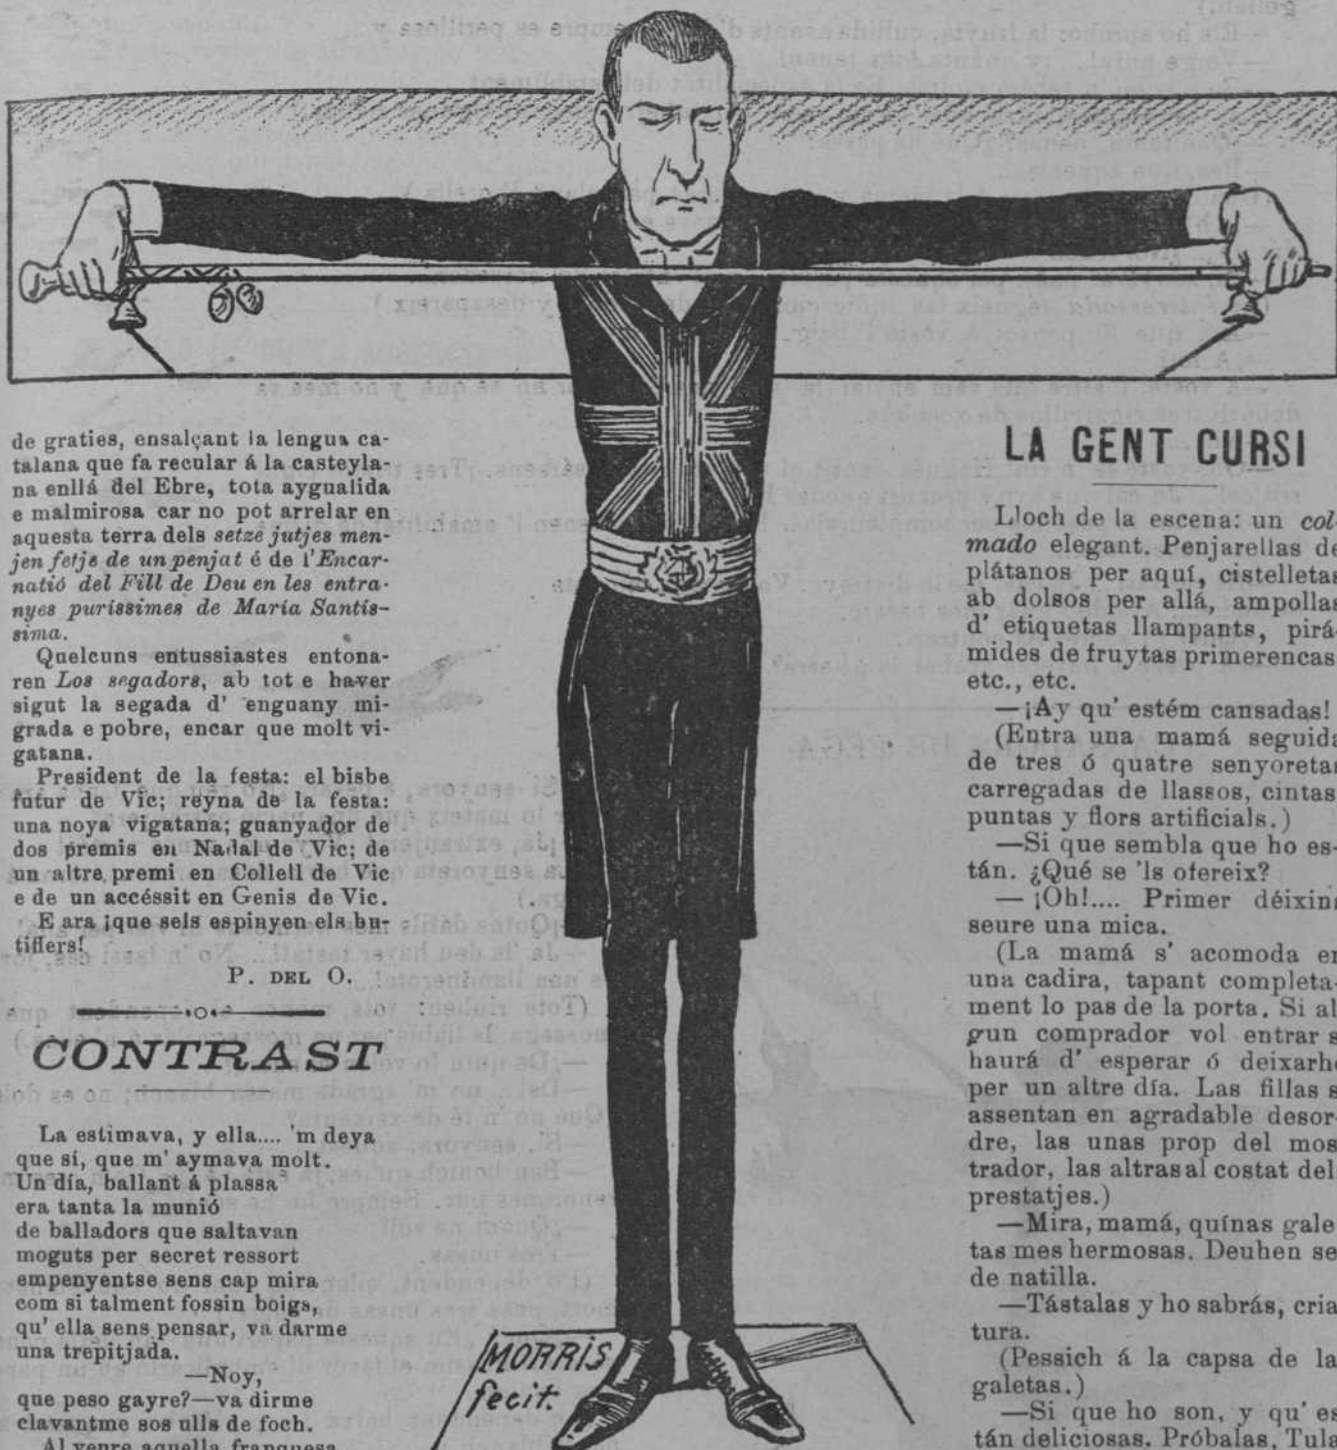 de graties, ensalçant la lengua ca-
talana que fa recular á la casteyla-
na enllá del Ebre, tota aygualida
e malmirosa car no pot arrelar en
aquesta térra dels setze jutjes men-
jen fetje de un penjat é de l'Encar-
natió del Fill de Deu en les entra-
nyes puríssimes de María Santís-
sima.
Quelcuns entussiastes entona-
ren Los segadors, ab tot e haver
sigut la segada d' enguany mi-
grada e pobre, encar que molt vi-
gatana.
President de la festa: el bisbe
futur de Vic; reyna de la festa:
una noya vigatana; guanyador de
dos premis en Nadal de Vic; de
un altre premi en Collell de Vic
e de un accéssit en Genis de Vic.
E ara ¡que sels espinyen els bu-
tiflers!
P. DEL O.
CONTRAST
La estimava, y ella.... 'm deya
que sí, que m' aymava molt.
Un día, ballant á plassa
era tanta la munió
de balladors que saltavan
moguts per secret ressort
empenyentse sens cap mira
com si talment fossin boigs,
qu' ella sens pensar, va darme
una trepitjada.
—Noy,
que peso gayre?—va dirme
clavantme sos ulls de foch.
Al venre aquella franquesa
MORRIS
fecit.
LA GENT CURSI
Lloch de la escena: un col-
mado elegant. Penjarellas de
plátanos per aquí, cistelletas
ab dolsos per allá, ampollas
d' etiquetas llampants, pirá-
mides de fruytas primerencas,
etc., etc.
—¡Ay qu' estém cansadas!
(Entra una mamá seguida
de tres ó quatre senyoretas
carregadas de llassos, cintas,
puntas y flors artificials.)
—Si que sembla que ho es-
tán. ¿Qué se 'ls ofereix?
—¡Oh!.... Primer déixini
seure una mica.
(La mamá s' acomoda en
una cadira, tapant completa-
ment lo pas de la porta. Si al-
gun comprador vol entrar s'
haurá d' esperar ó deixarho
per un altre día. Las fillas s'
assentan en agradable desor-
dre, las unas prop del mos-
trador, las altras al costat dels
prestatjes.)
—Mira, mamá, quínas gale-
tas mes hermosas. Deuhen se
de natilla.
—Tástalas y ho sabrás, cria-
tura.
(Pessich á la capsa de la
galetas.)
—Si que ho son, y qu' es-
tán deliciosas. Próbalas, Tula